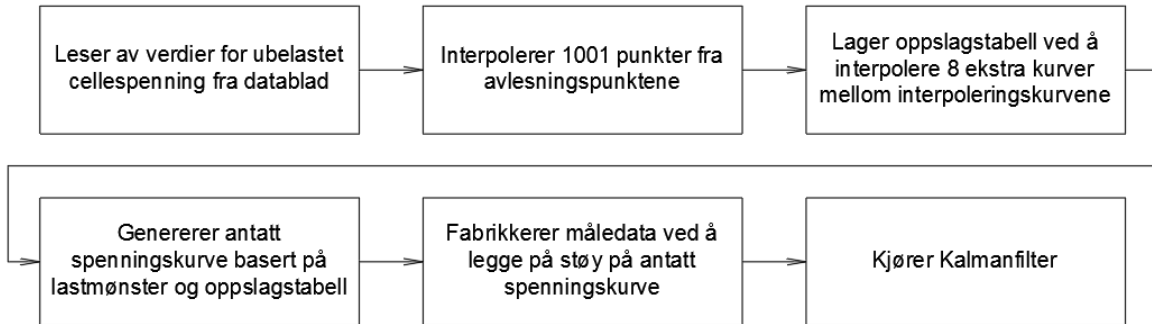 Leser av verdier for ubelastet
cellespenning fra datablad
Interpolerer 1001 punkter fra
avlesningspunktene
Lager oppslagstabell ved å
interpolere 8 ekstra kurver
mellom interpoleringskurvene
Genererer antatt
spenningskurve basert på
lastmønster og oppslagstabell
Fabrikkerer måledata ved å
legge på støy på antatt
spenningskurve
Kjører Kalmanfilter